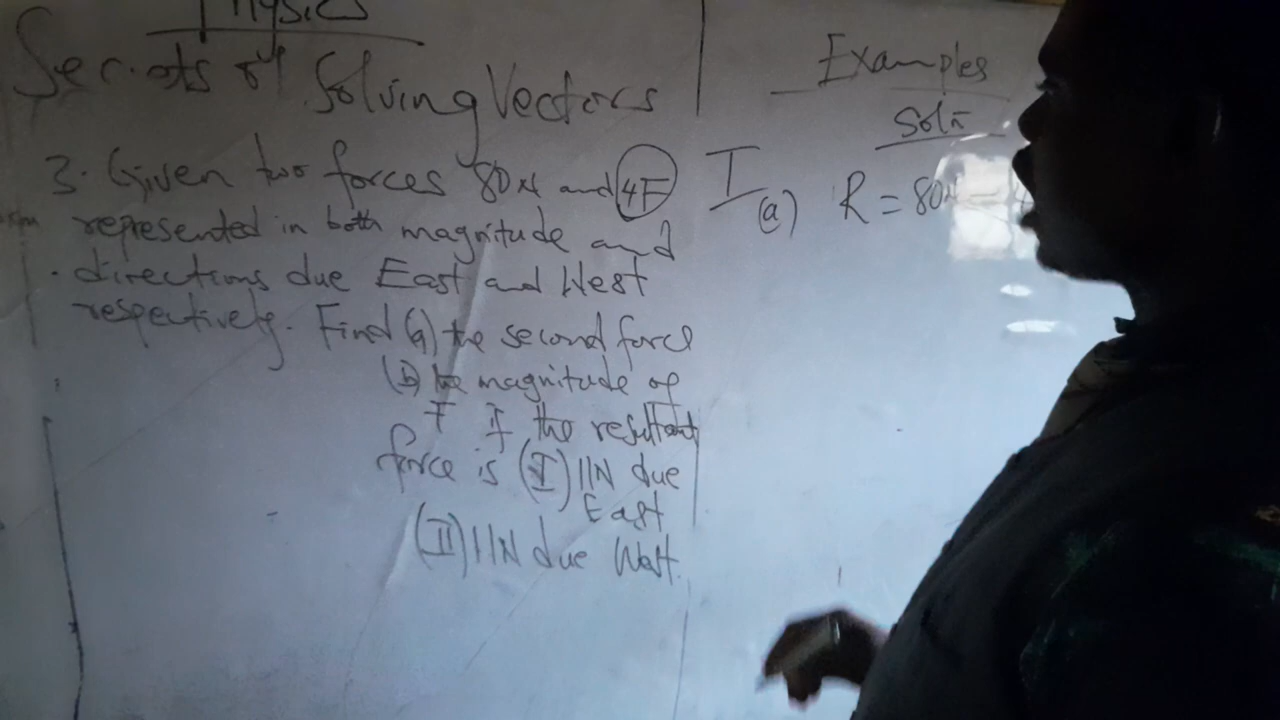 Physics
Secrets of Solving Vectors
3. Given two forces 80N and 4F
represented in both magnitude and
directions due East and West
respectively. Find (a) the second force
(b) the magnitude of
F if the resultant
force is (I) 11N due
East
(II) 11N due West.
Examples
Soln
I
(a) R = 80N